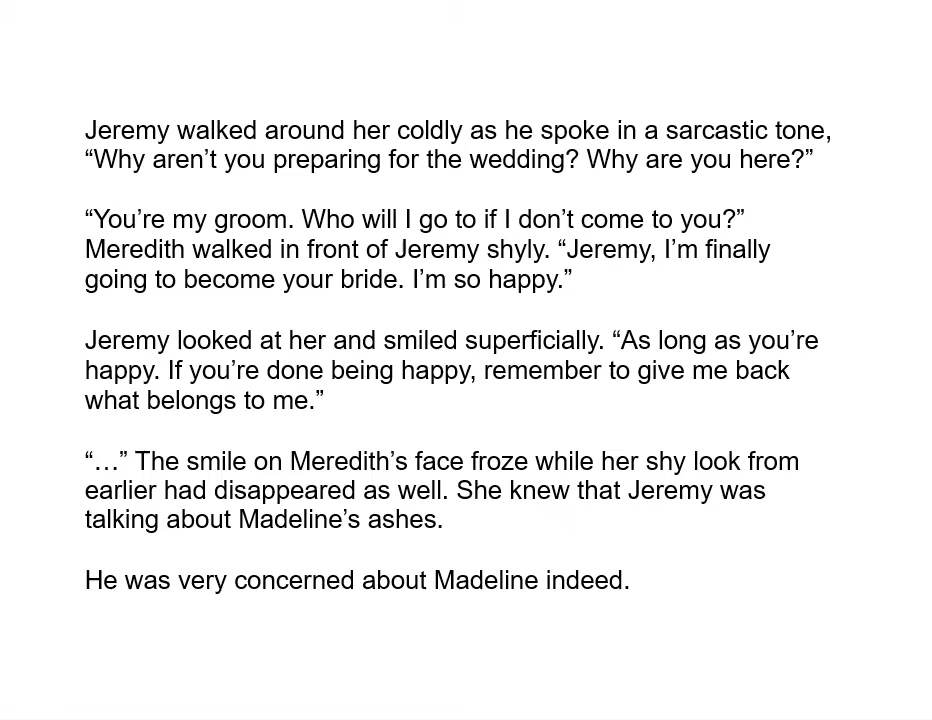 Jeremy walked around her coldly as he spoke in a sarcastic tone,
“Why aren’t you preparing for the wedding? Why are you here?”
“You’re my groom. Who will I go to if I don’t come to you?”
Meredith walked in front of Jeremy shyly. “Jeremy, I’m finally
going to become your bride. I’m so happy.”
Jeremy looked at her and smiled superficially. “As long as you’re
happy. If you’re done being happy, remember to give me back
what belongs to me.”
“…” The smile on Meredith’s face froze while her shy look from
earlier had disappeared as well. She knew that Jeremy was
talking about Madeline’s ashes.
He was very concerned about Madeline indeed.